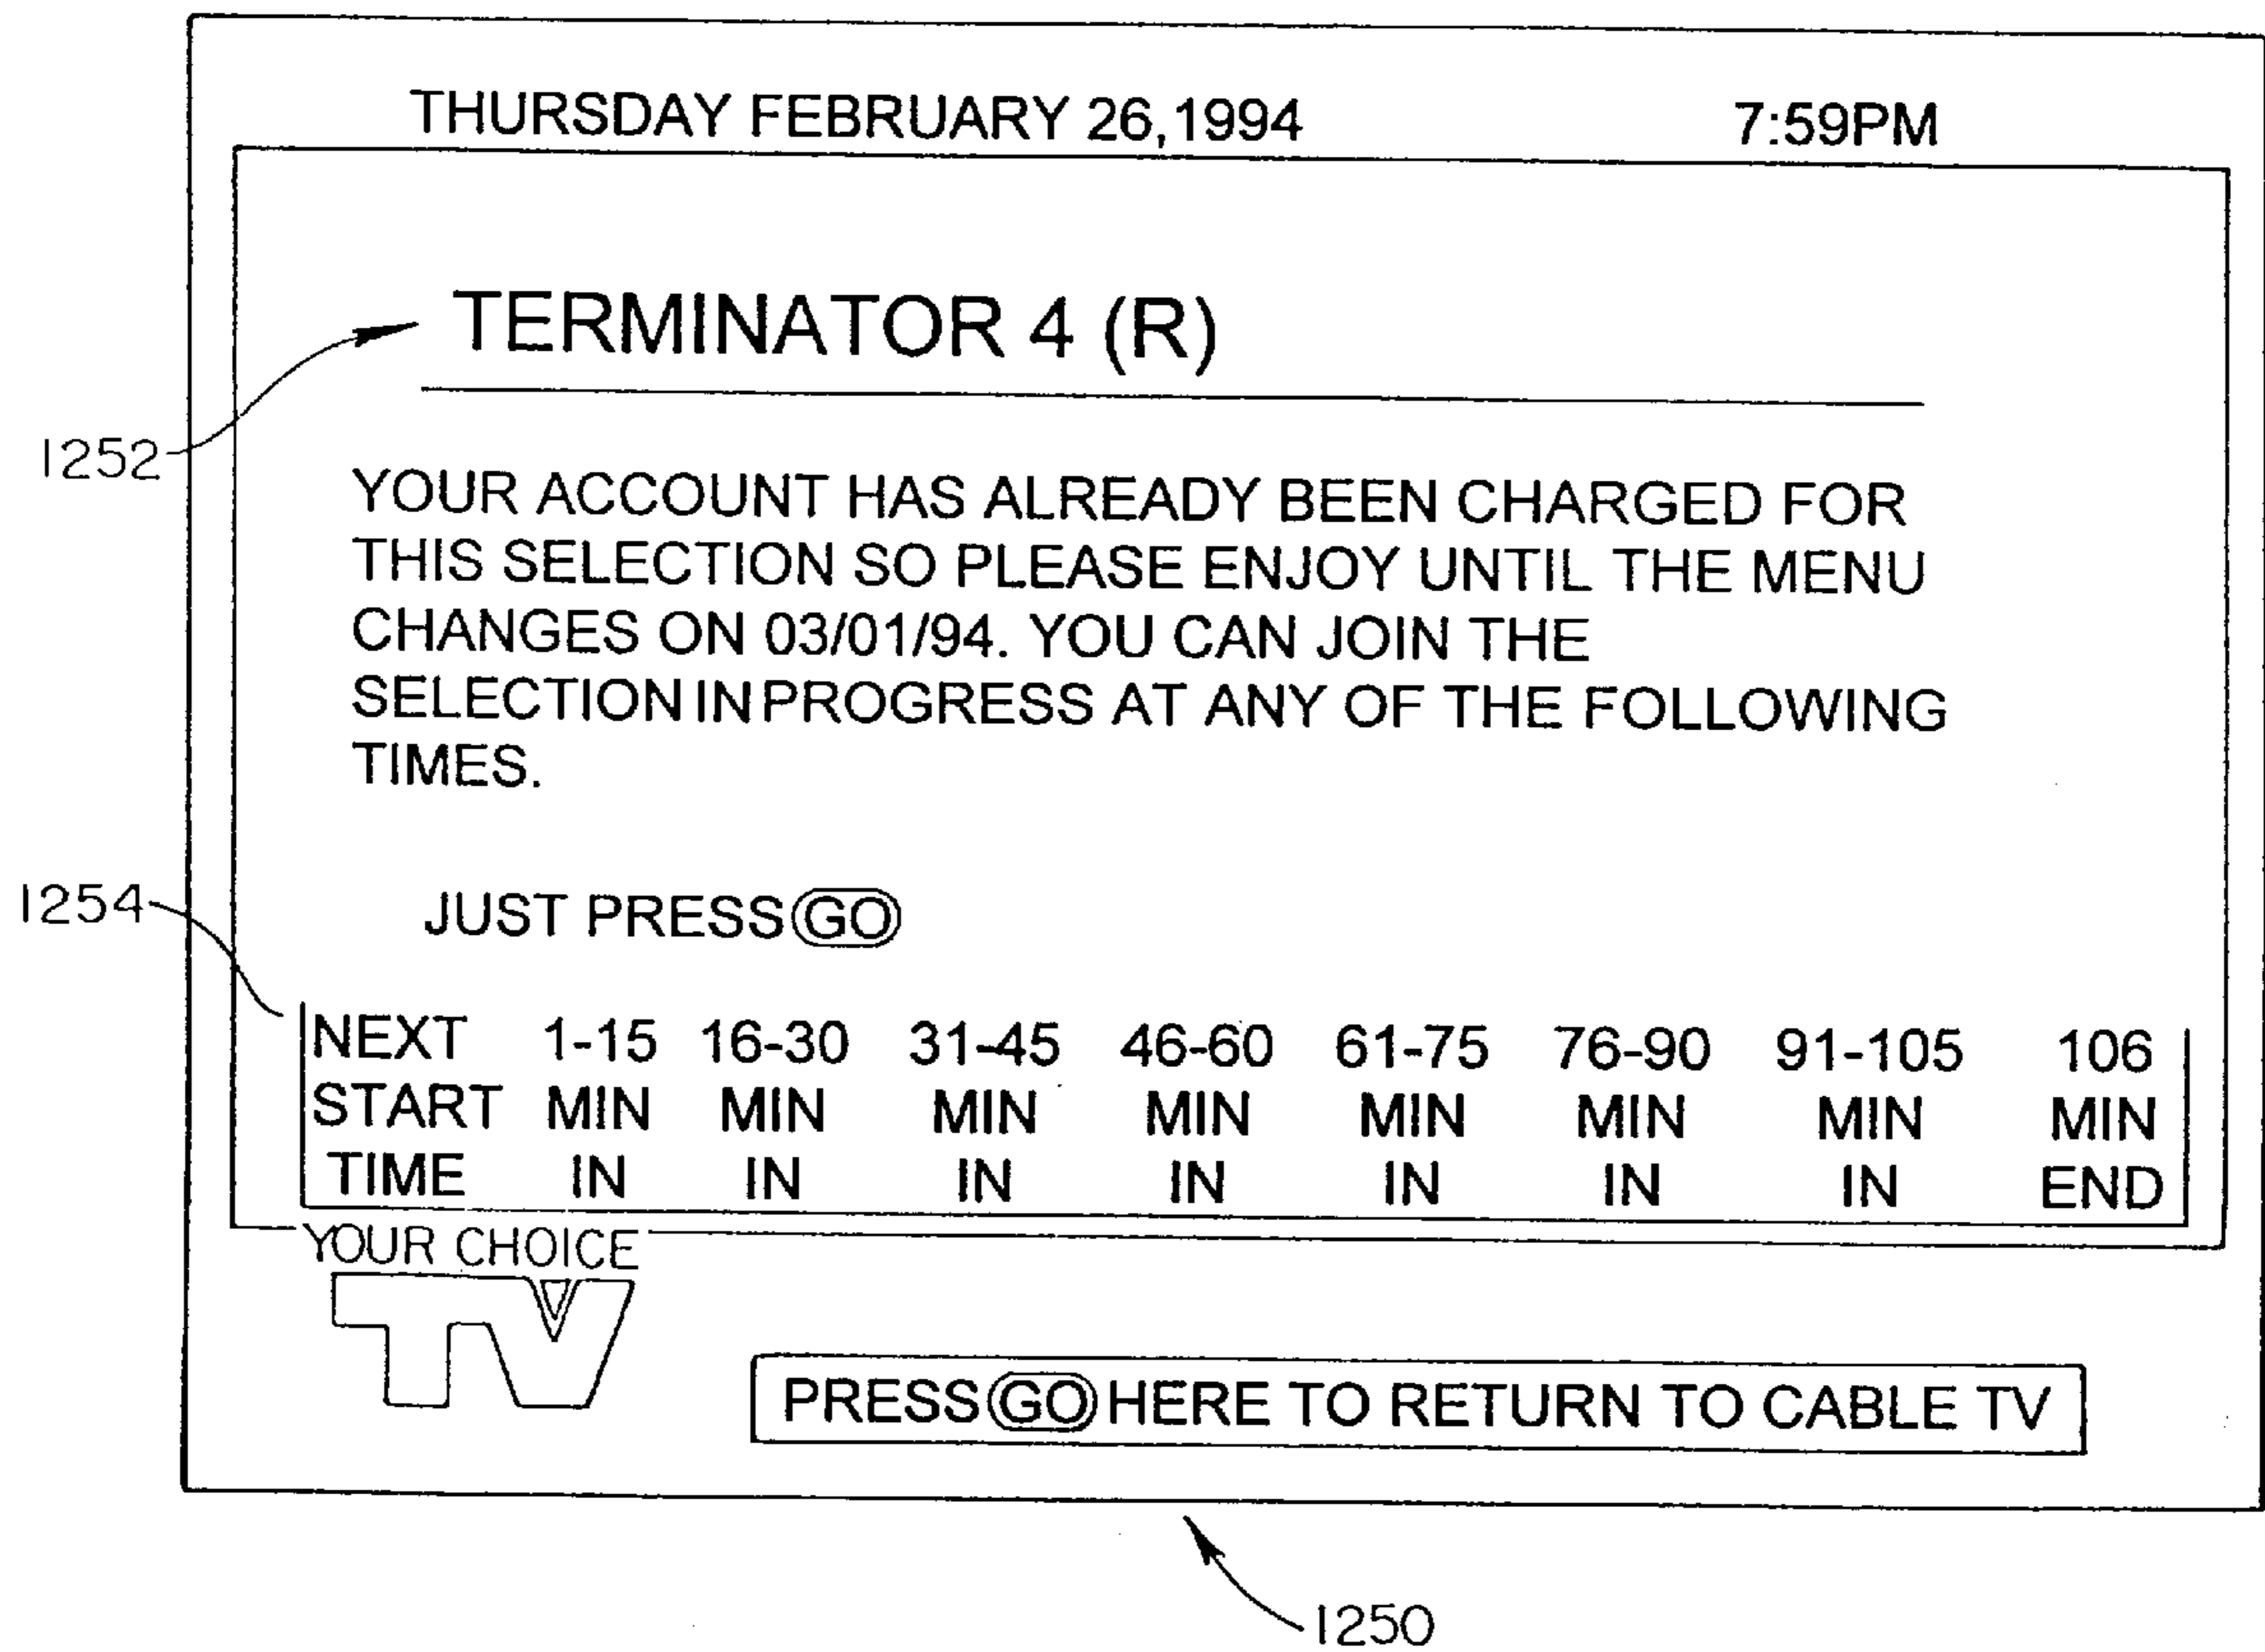 THURSDAY FEBRUARY 26,1994 7:59PM
TERMINATOR 4 (R)
1252
YOUR ACCOUNT HAS ALREADY BEEN CHARGED FOR
THIS SELECTION SO PLEASE ENJOY UNTIL THE MENU
CHANGES ON 03/01/94. YOU CAN JOIN THE
SELECTION IN PROGRESS AT ANY OF THE FOLLOWING
TIMES.
1254
JUST PRESS GO
NEXT 1-15 16-30 31-45 46-60 61-75 76-90 91-105 106
START MIN MIN MIN MIN MIN MIN MIN MIN
TIME IN IN IN IN IN IN IN END
YOUR CHOICE
TV
PRESS GO HERE TO RETURN TO CABLE TV
1250